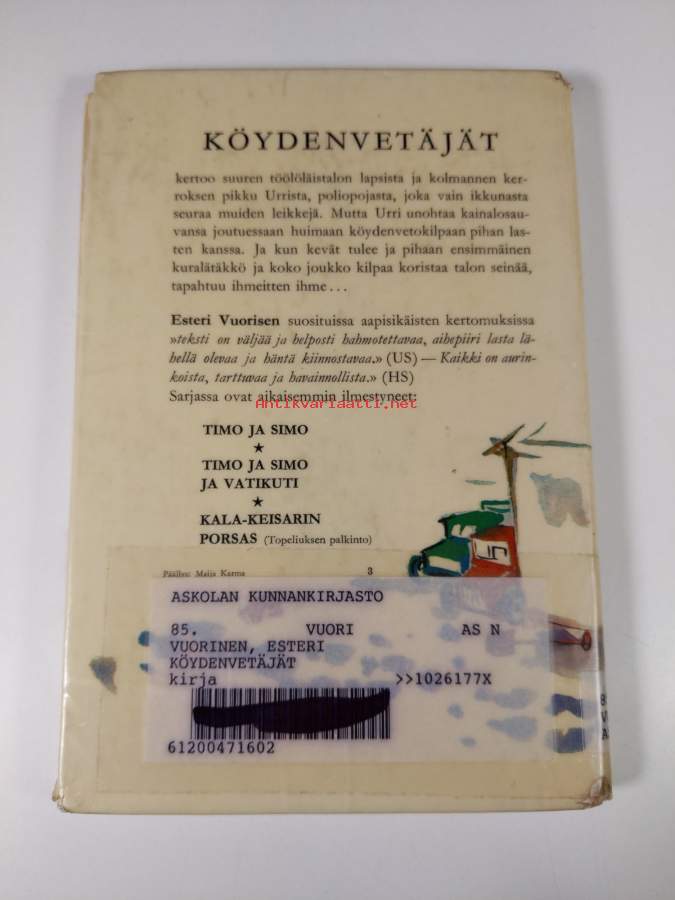 KÖYDENVETÄJÄT
kertoo suuren töölöläistalon lapsista ja kolmannen ker-
roksen pikku Urrista, poliopojasta, joka vain ikkunasta
seuraa muiden leikkejä. Mutta Urri unohtaa kainalosau-
vansa joutuessaan huimaan köydenvetokilpaan pihan las-
ten kanssa. Ja kun kevät tulee ja pihaan ensimmäinen
kuralätäkkö ja koko joukko kilpaa koristaa talon seinää,
tapahtuu ihmeitten ihme...
Esteri Vuorisen suosituissa aapisikäisten kertomuksissa
»teksti on väljää ja helposti hahmotettavaa, aihepiiri lasta lä-
hellä olevaa ja häntä kiinnostavaa.» (US) — Kaikki on aurin-
koista, tarttuvaa ja havainnollista.» (HS)
Sarjassa ovat aikaisemmin ilmestyneet:
Antikvariaatti.net
TIMO JA SIMO
★
TIMO JA SIMO
JA VATIKUTI
★
KALA-KEISARIN
PORSAS (Topeliuksen palkinto)
Päällys: Maija Karma 3
ASKOLAN KUNNANKIRJASTO
85. VUORI AS N
VUORINEN, ESTERI
KÖYDENVETÄJÄT
kirja >>1026177X
61200471602
8
V
A